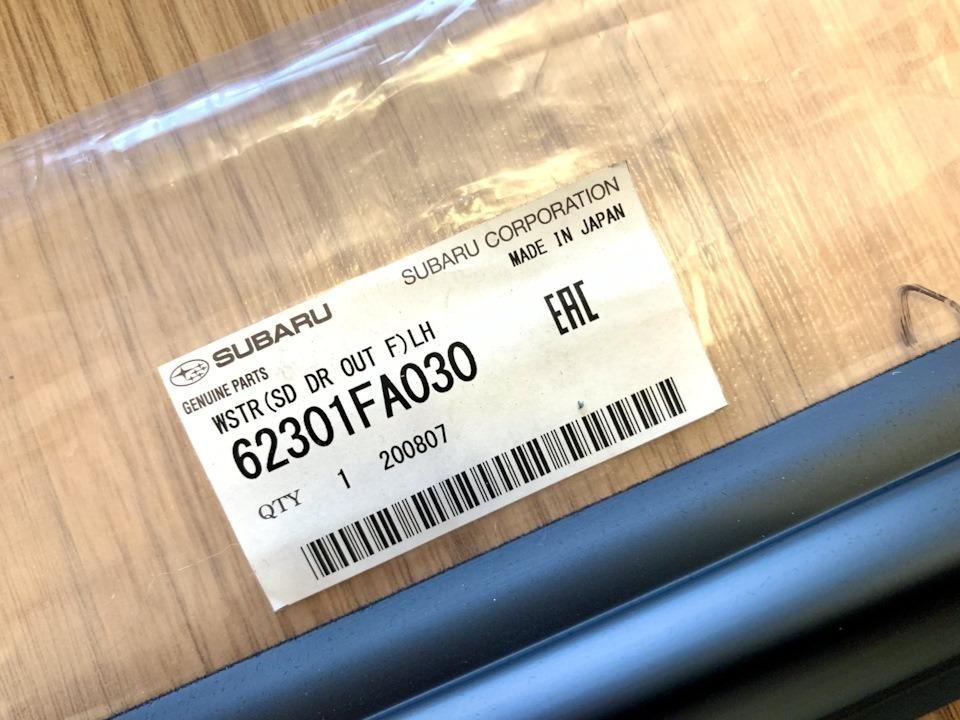 SUBARU CORPORATION
MADE IN JAPAN
SUBARU
GENUINE PARTS
EAC
WSTR(SD DR OUT F)LH
62301FA030
QTY 1 200807